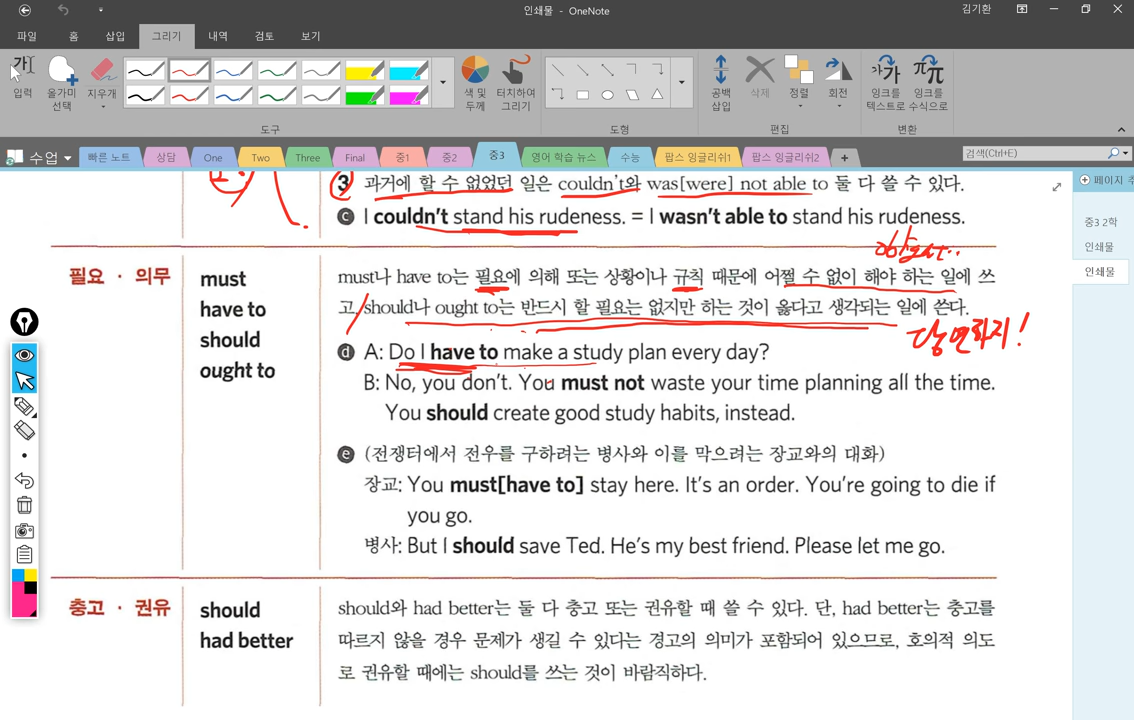 인쇄물 - OneNote
김기환
파일 홈 삽입 그리기 내역 검토 보기
입력
올가미 선택
지우개
색 및 두께
터치하여 그리기
공백 삽입
삭제
정렬
회전
잉크를 텍스트로
잉크를 수식으로
도구
도형
편집
변환
수업 빠른 노트 상담 One Two Three Final 중1 중2 중3 영어 학습 뉴스 수능 팝스 잉글리쉬1 팝스 잉글리쉬2
검색(Ctrl+E)
페이지 추
중3 2학
인쇄물
인쇄물
3 과거에 할 수 없었던 일은 couldn't와 was[were] not able to 둘 다 쓸 수 있다.
c I couldn't stand his rudeness. = I wasn't able to stand his rudeness.
필요 · 의무
must
have to
should
ought to
must나 have to는 필요에 의해 또는 상황이나 규칙 때문에 어쩔 수 없이 해야 하는 일에 쓰
고, should나 ought to는 반드시 할 필요는 없지만 하는 것이 옳다고 생각되는 일에 쓴다.
당연하지!
d A: Do I have to make a study plan every day?
B: No, you don't. You must not waste your time planning all the time.
You should create good study habits, instead.
e (전쟁터에서 전우를 구하려는 병사와 이를 막으려는 장교와의 대화)
장교: You must[have to] stay here. It's an order. You're going to die if
you go.
병사: But I should save Ted. He's my best friend. Please let me go.
충고 · 권유
should
had better
should와 had better는 둘 다 충고 또는 권유할 때 쓸 수 있다. 단, had better는 충고를
따르지 않을 경우 문제가 생길 수 있다는 경고의 의미가 포함되어 있으므로, 호의적 의도
로 권유할 때에는 should를 쓰는 것이 바람직하다.